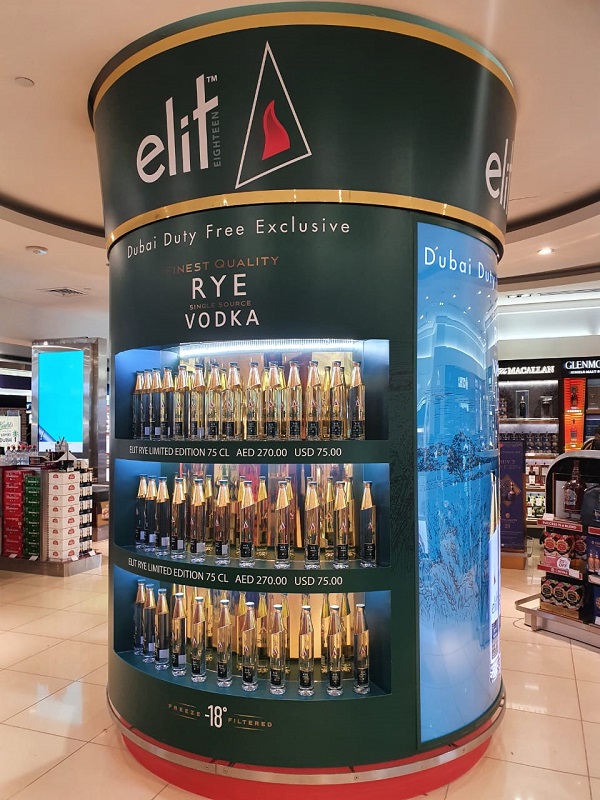 elit™
EIGHTEEN
Dubai Duty Free Exclusive
FINEST QUALITY
RYE
SINGLE SOURCE
VODKA
ELIT RYE LIMITED EDITION 75 CL AED 270.00 USD 75.00
ELIT RYE LIMITED EDITION 75 CL AED 270.00 USD 75.00
FREEZE -18° FILTERED
eli
Dubai Duty
MACALLAN
GLENMO